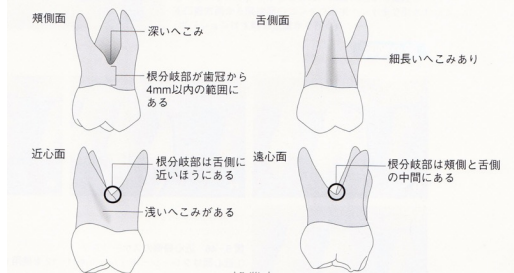 頬側面
深いへこみ
根分岐部が歯冠から
4mm以内の範囲に
ある
舌側面
細長いへこみあり
近心面
根分岐部は舌側に
近いほうにある
浅いへこみがある
遠心面
根分岐部は頬側と舌側
の中間にある